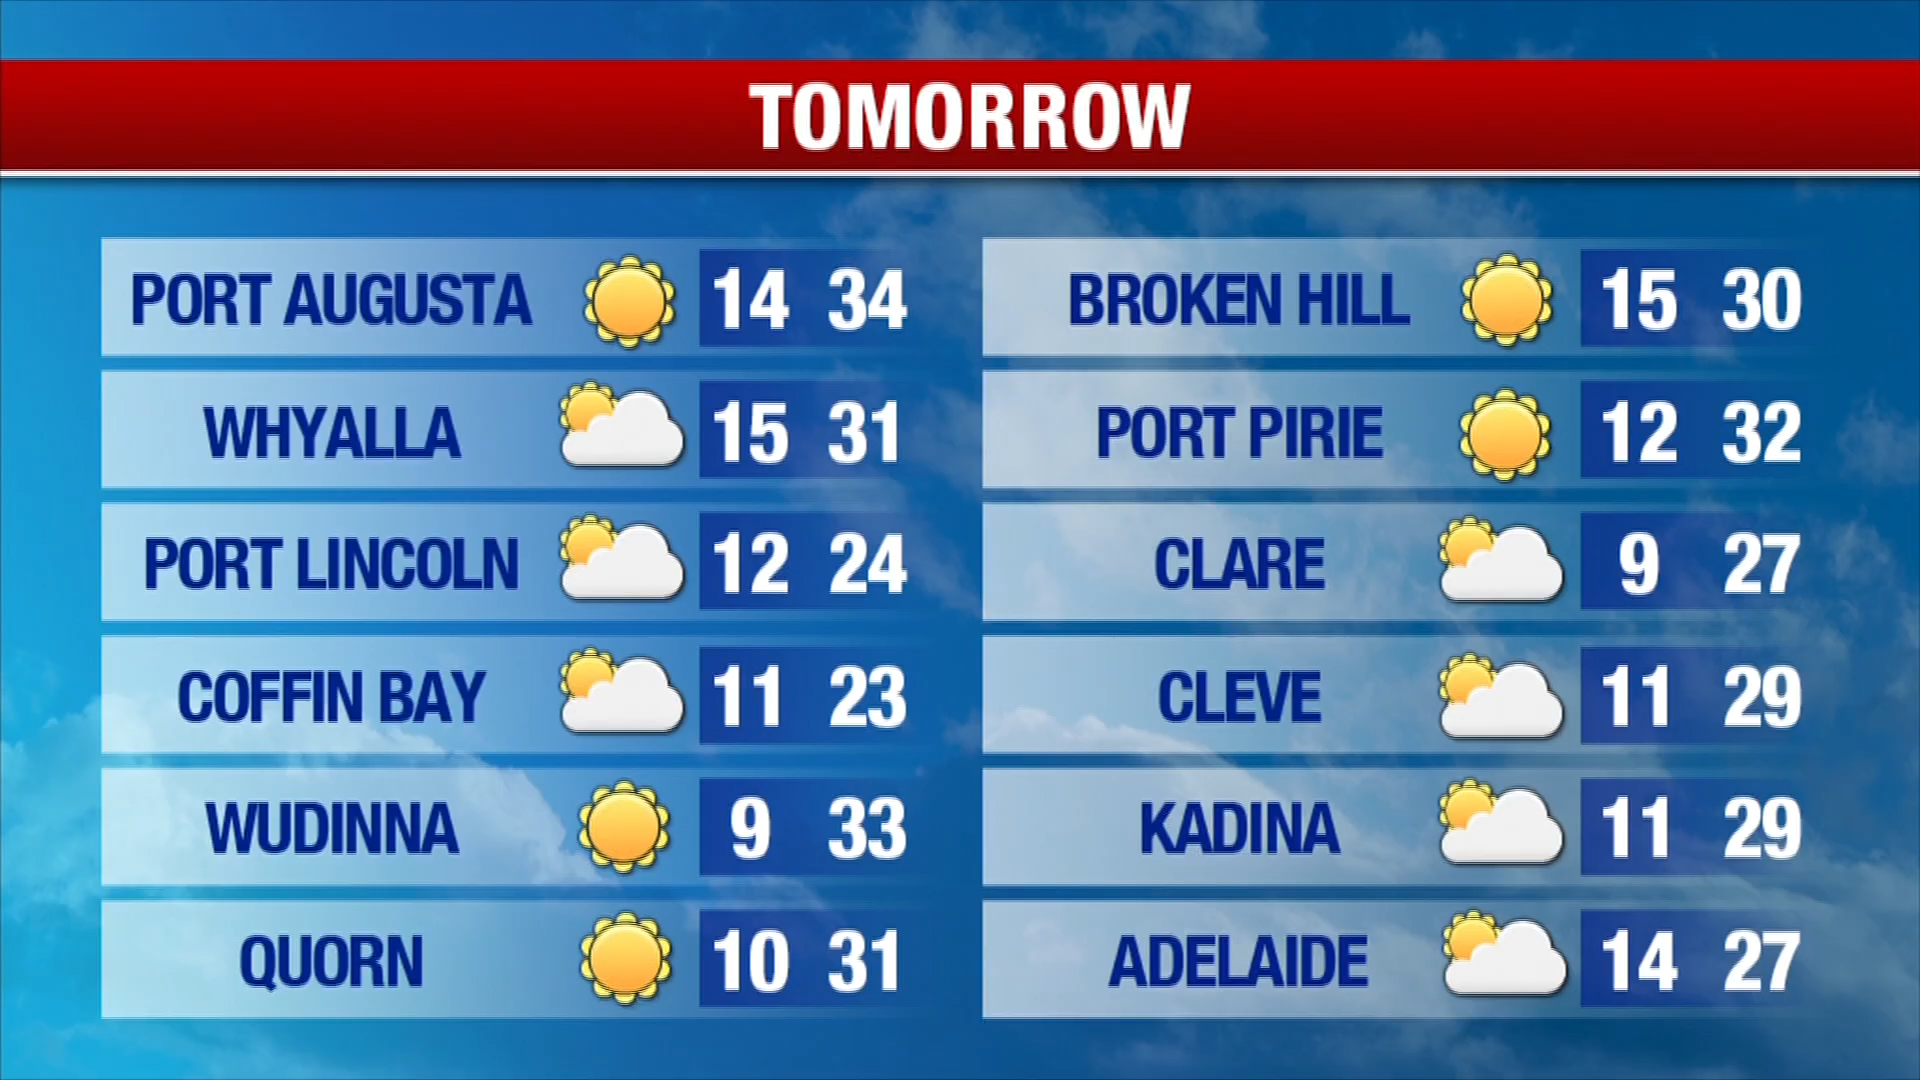 TOMORROW
PORT AUGUSTA 14 34
WHYALLA 15 31
PORT LINCOLN 12 24
COFFIN BAY 11 23
WUDINNA 9 33
QUORN 10 31
BROKEN HILL 15 30
PORT PIRIE 12 32
CLARE 9 27
CLEVE 11 29
KADINA 11 29
ADELAIDE 14 27